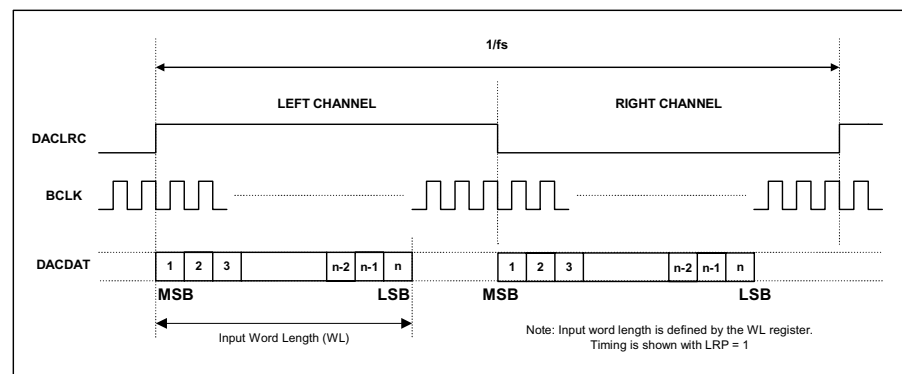 1/fs
LEFT CHANNEL RIGHT CHANNEL
DACLRC
BCLK
DACDAT
1 2 3 n-2 n-1 n 1 2 3 n-2 n-1 n
MSB LSB MSB LSB
Input Word Length (WL)
Note: Input word length is defined by the WL register.
Timing is shown with LRP = 1